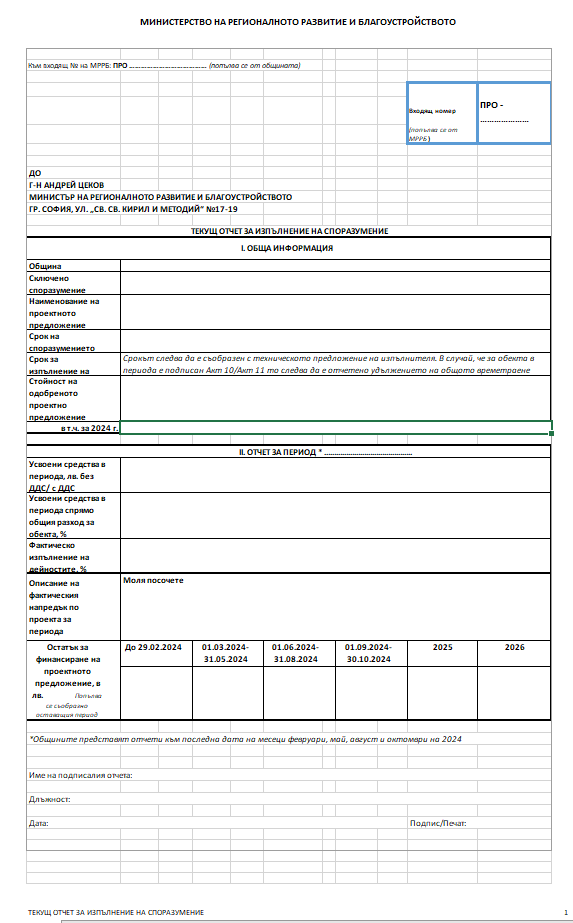 МИНИСТЕРСТВО НА РЕГИОНАЛНОТО РАЗВИТИЕ И БЛАГОУСТРОЙСТВОТО
Към входящ № на МРРБ: ПРО ............................................ (попълва се от общината)
Входящ номер
(попълва се от
МРРБ )
ПРО -
.....................
ДО
Г-Н АНДРЕЙ ЦЕКОВ
МИНИСТЪР НА РЕГИОНАЛНОТО РАЗВИТИЕ И БЛАГОУСТРОЙСТВОТО
ГР. СОФИЯ, УЛ. „СВ. СВ. КИРИЛ И МЕТОДИЙ“ №17-19
ТЕКУЩ ОТЧЕТ ЗА ИЗПЪЛНЕНИЕ НА СПОРАЗУМЕНИЕ
I. ОБЩА ИНФОРМАЦИЯ
Община
Сключено
споразумение
Наименование на
проектното
предложение
Срок на
споразумението
Срок за
изпълнение на
Срокът следва да е съобразен с техническото предложение на изпълнителя. В случай, че за обекта в
периода е подписан Акт 10/Акт 11 то следва да е отчетено удължението на общото времетраене
Стойност на
одобреното
проектно
предложение
в т.ч. за 2024 г.
II. ОТЧЕТ ЗА ПЕРИОД * ............................................
Усвоени средства в
периода, лв. без
ДДС/ с ДДС
Усвоени средства в
периода спрямо
общия разход за
обекта, %
Фактическо
изпълнение на
дейностите, %
Описание на
фактическия
напредък по
проекта за
периода
Моля посочете
Остатък за
финансиране на
проектното
предложение, в
лв. Попълва
се съобразно
оставащия период
До 29.02.2024
01.03.2024-
31.05.2024
01.06.2024-
31.08.2024
01.09.2024-
30.10.2024
2025
2026
*Общините представят отчети към последна дата на месеци февруари, май, август и октомври на 2024
Име на подписалия отчета:
Длъжност:
Дата:
Подпис/Печат:
ТЕКУЩ ОТЧЕТ ЗА ИЗПЪЛНЕНИЕ НА СПОРАЗУМЕНИЕ
1